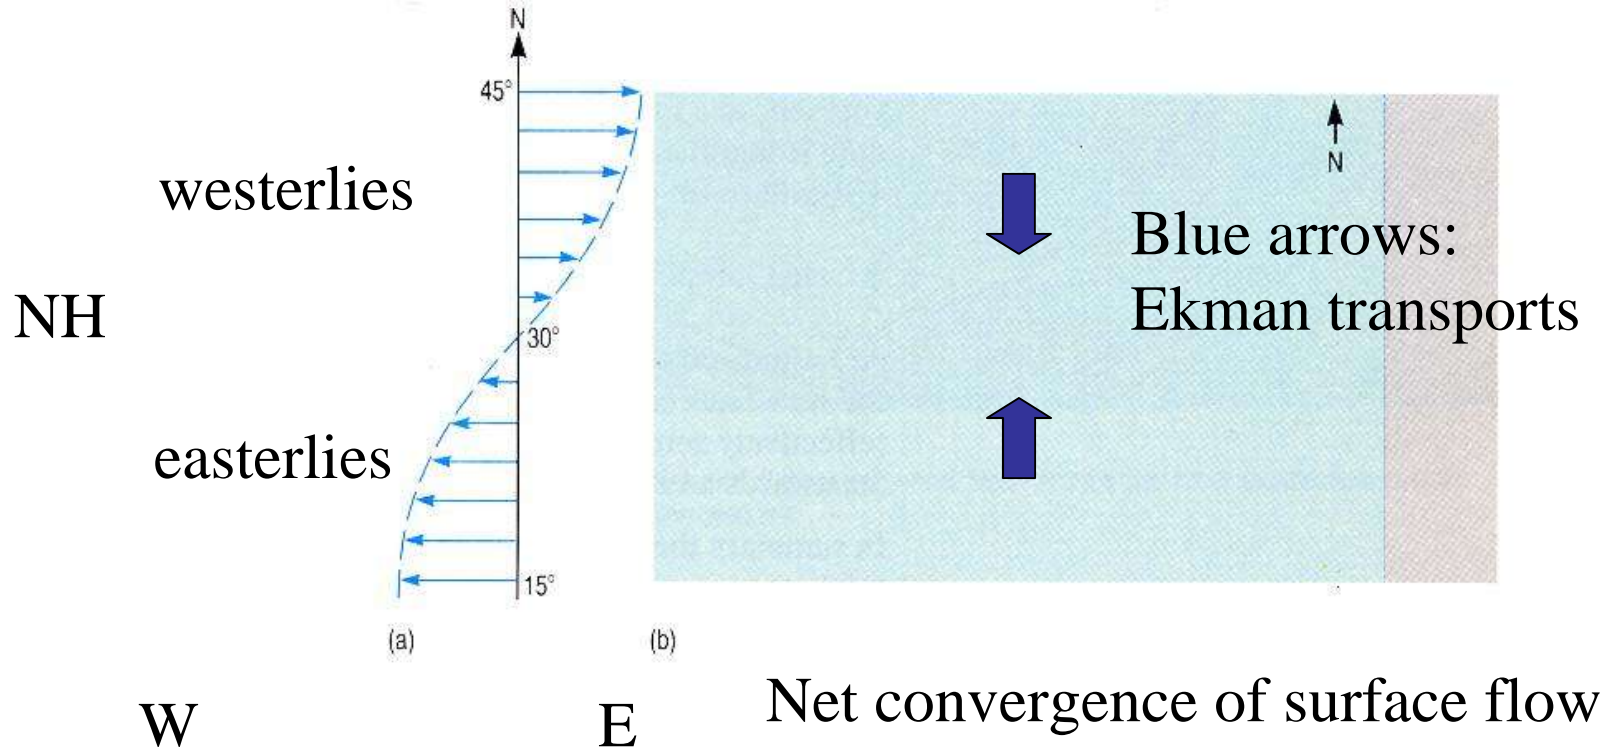 N
45°
westerlies
N
Blue arrows:
Ekman transports
NH
30°
easterlies
15°
(a)
(b)
W
E
Net convergence of surface flow